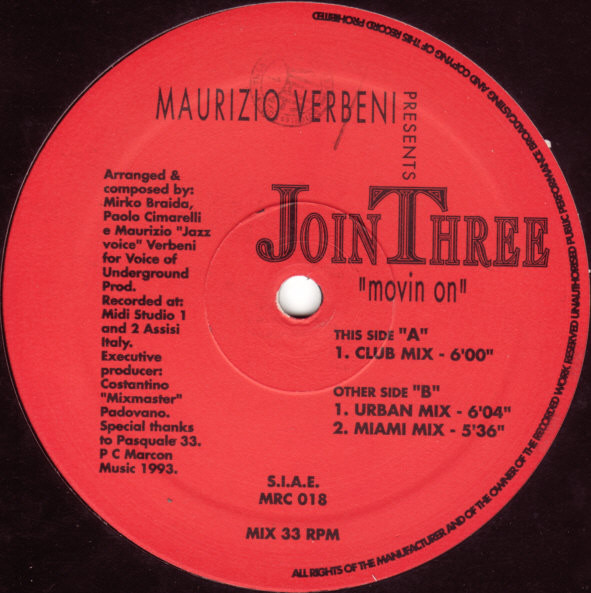 MAURIZIO VERBENI
PRESENTS
JOIN THREE
"movin on"
Arranged &
composed by:
Mirko Braida,
Paolo Cimarelli
e Maurizio "Jazz
voice" Verbeni
for Voice of
Underground
Prod.
Recorded at:
Midi Studio 1
and 2 Assisi
Italy.
Executive
producer:
Costantino
"Mixmaster"
Padovano.
Special thanks
to Pasquale 33.
P C Marcon
Music 1993.
THIS SIDE "A"
1. CLUB MIX - 6'00"
OTHER SIDE "B"
1. URBAN MIX - 6'04"
2. MIAMI MIX - 5'36"
S.I.A.E.
MRC 018
MIX 33 RPM
ALL RIGHTS OF THE MANUFACTURER AND OF THE OWNER OF THE RECORDED WORK RESERVED UNAUTHORISED PUBLIC PERFORMANCE BROADCASTING AND COPYNG OF THIS RECORD PROHIBITED